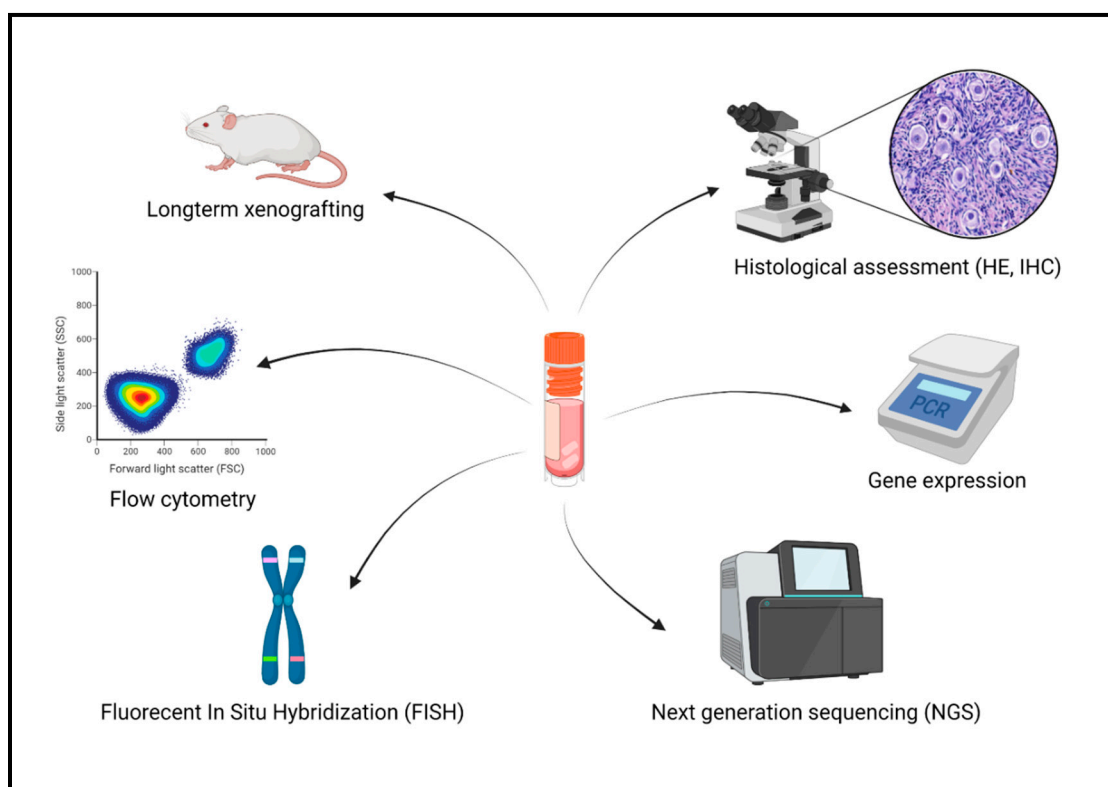 Longterm xenografting
Histological assessment (HE, IHC)
1000
800
600
400
200
0
Side light scatter (SSC)
0 200 400 600 800 1000
Forward light scatter (FSC)
Flow cytometry
PCR
Gene expression
Fluorecent In Situ Hybridization (FISH)
Next generation sequencing (NGS)